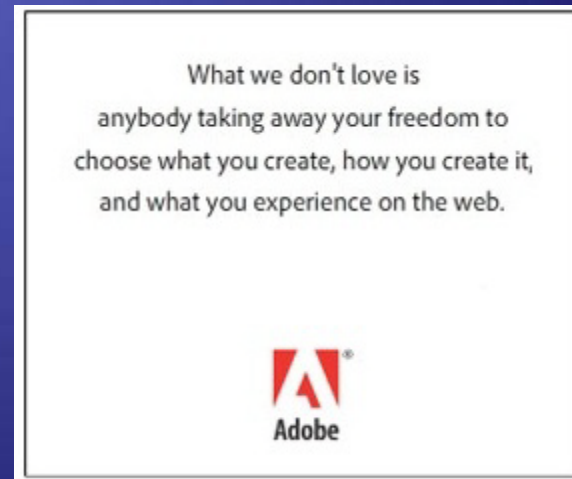 What we don't love is
anybody taking away your freedom to
choose what you create, how you create it,
and what you experience on the web.
Adobe®